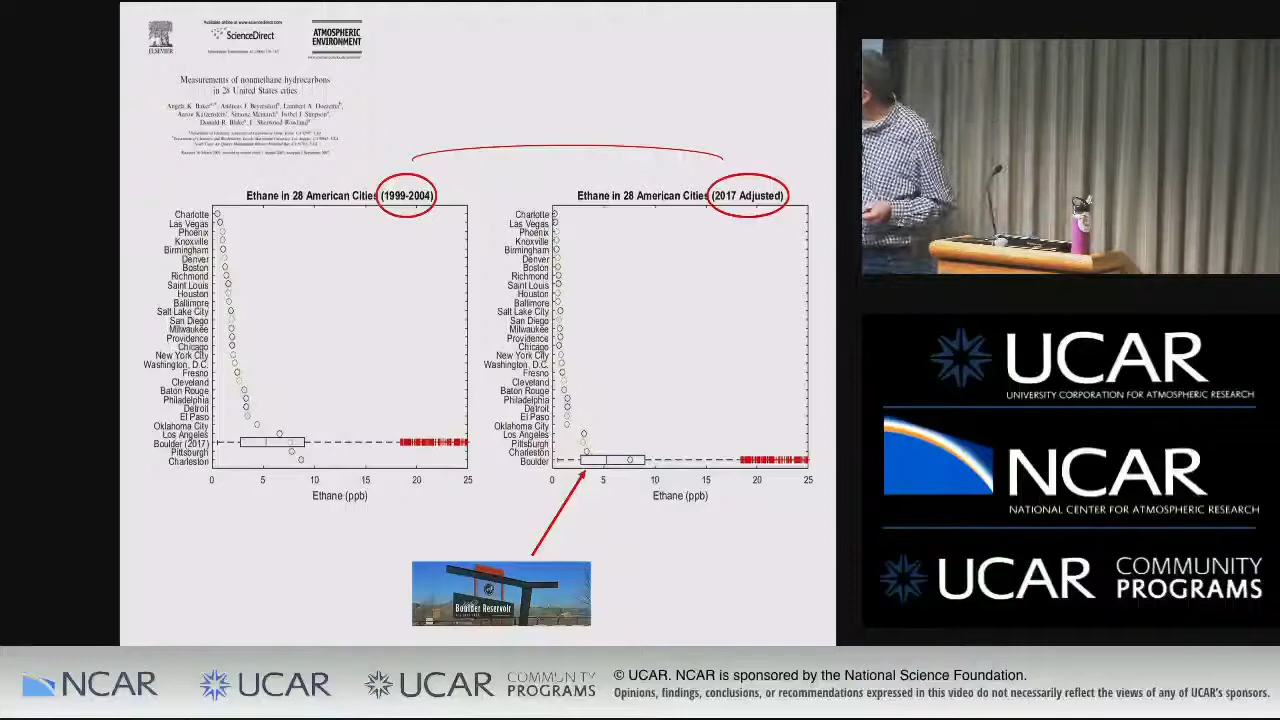 Available online at www.sciencedirect.com
ScienceDirect
ELSEVIER
ATMOSPHERIC
ENVIRONMENT
Measurements of nonmethane hydrocarbons
in 28 United States cities
Ethane in 28 American Cities (1999-2004)
Charlotte
Las Vegas
Phoenix
Knoxville
Birmingham
Denver
Boston
Richmond
Saint Louis
Houston
Baltimore
Salt Lake City
San Diego
Milwaukee
Providence
Chicago
New York City
Washington, D.C.
Fresno
Cleveland
Baton Rouge
Philadelphia
Detroit
El Paso
Oklahoma City
Los Angeles
Boulder (2017)
Pittsburgh
Charleston
0 5 10 15 20 25
Ethane (ppb)
Ethane in 28 American Cities (2017 Adjusted)
Charlotte
Las Vegas
Phoenix
Knoxville
Birmingham
Denver
Boston
Richmond
Saint Louis
Houston
Baltimore
Salt Lake City
San Diego
Milwaukee
Providence
Chicago
New York City
Washington, D.C.
Fresno
Cleveland
Baton Rouge
Philadelphia
Detroit
El Paso
Oklahoma City
Los Angeles
Pittsburgh
Charleston
Boulder
0 5 10 15 20 25
Ethane (ppb)
Boulder Reservoir
UCAR
UNIVERSITY CORPORATION FOR ATMOSPHERIC RESEARCH
NCAR
NATIONAL CENTER FOR ATMOSPHERIC RESEARCH
UCAR COMMUNITY
PROGRAMS
NCAR UCAR UCAR COMMUNITY
PROGRAMS
© UCAR. NCAR is sponsored by the National Science Foundation.
Opinions, findings, conclusions, or recommendations expressed in this video do not necessarily reflect the views of any of UCAR's sponsors.